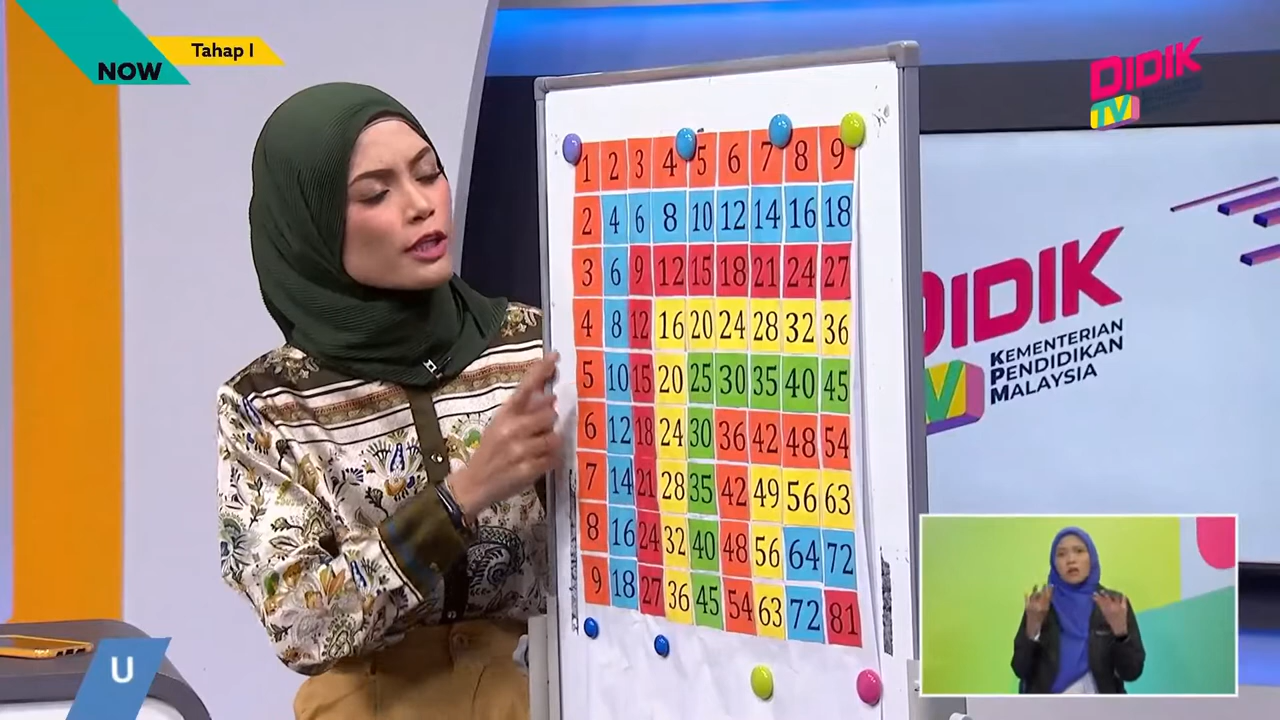 Tahap I
NOW
DIDIK
TV
1 2 3 4 5 6 7 8 9
2 4 6 8 10 12 14 16 18
3 6 9 12 15 18 21 24 27
4 8 12 16 20 24 28 32 36
5 10 15 20 25 30 35 40 45
6 12 18 24 30 36 42 48 54
7 14 21 28 35 42 49 56 63
8 16 24 32 40 48 56 64 72
9 18 27 36 45 54 63 72 81
DIDIK
TV
KEMENTERIAN
PENDIDIKAN
MALAYSIA
U